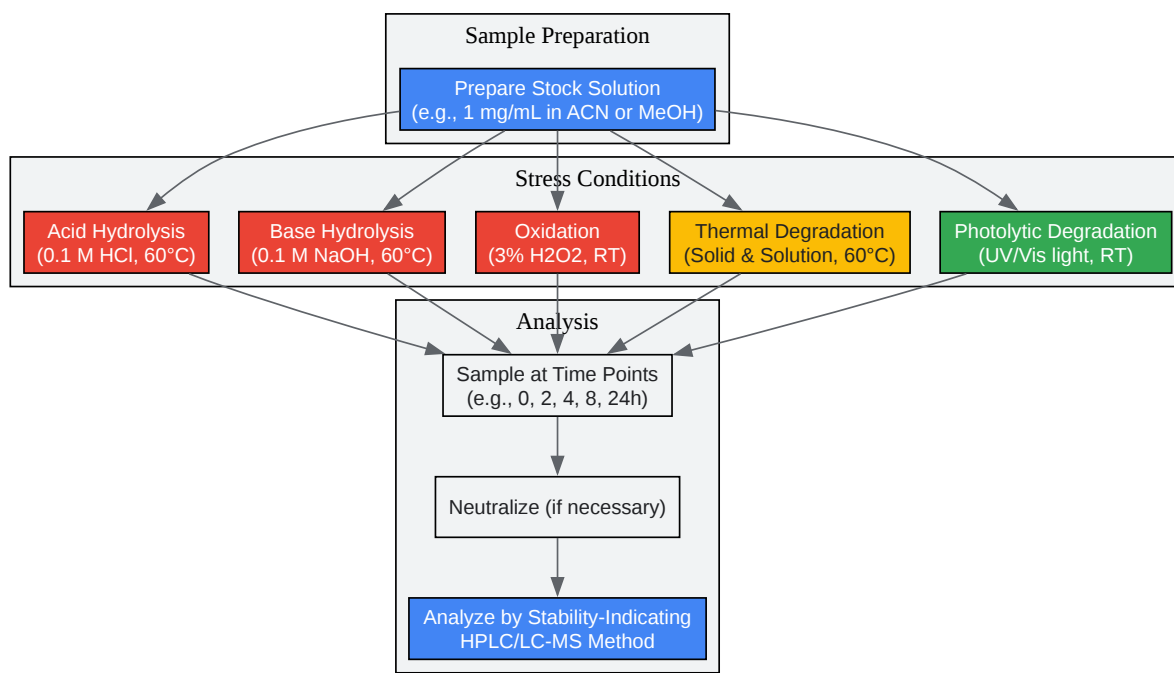 Sample Preparation
Prepare Stock Solution
(e.g., 1 mg/mL in ACN or MeOH)
Stress Conditions
Acid Hydrolysis
(0.1 M HCl, 60°C)
Base Hydrolysis
(0.1 M NaOH, 60°C)
Oxidation
(3% H2O2, RT)
Thermal Degradation
(Solid & Solution, 60°C)
Photolytic Degradation
(UV/Vis light, RT)
Analysis
Sample at Time Points
(e.g., 0, 2, 4, 8, 24h)
Neutralize (if necessary)
Analyze by Stability-Indicating
HPLC/LC-MS Method